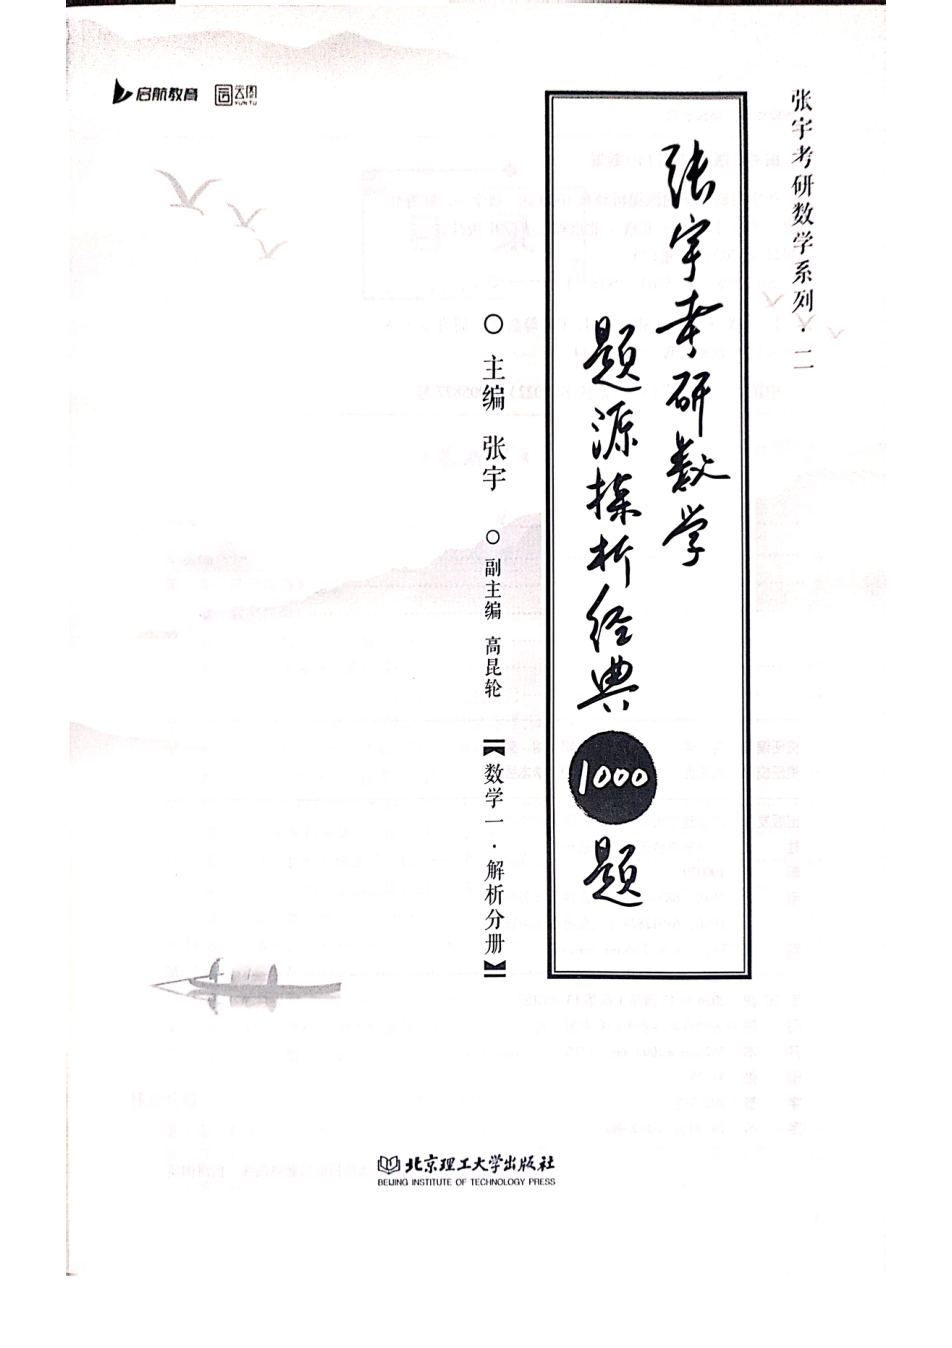 启航教育
云图
YUN TU
张宇考研数学系列·二
张宇考研数学
题源探析经典
1000
题
主编 张宇
副主编 高昆轮
【数学一·解析分册】
北京理工大学出版社
BEIJING INSTITUTE OF TECHNOLOGY PRESS